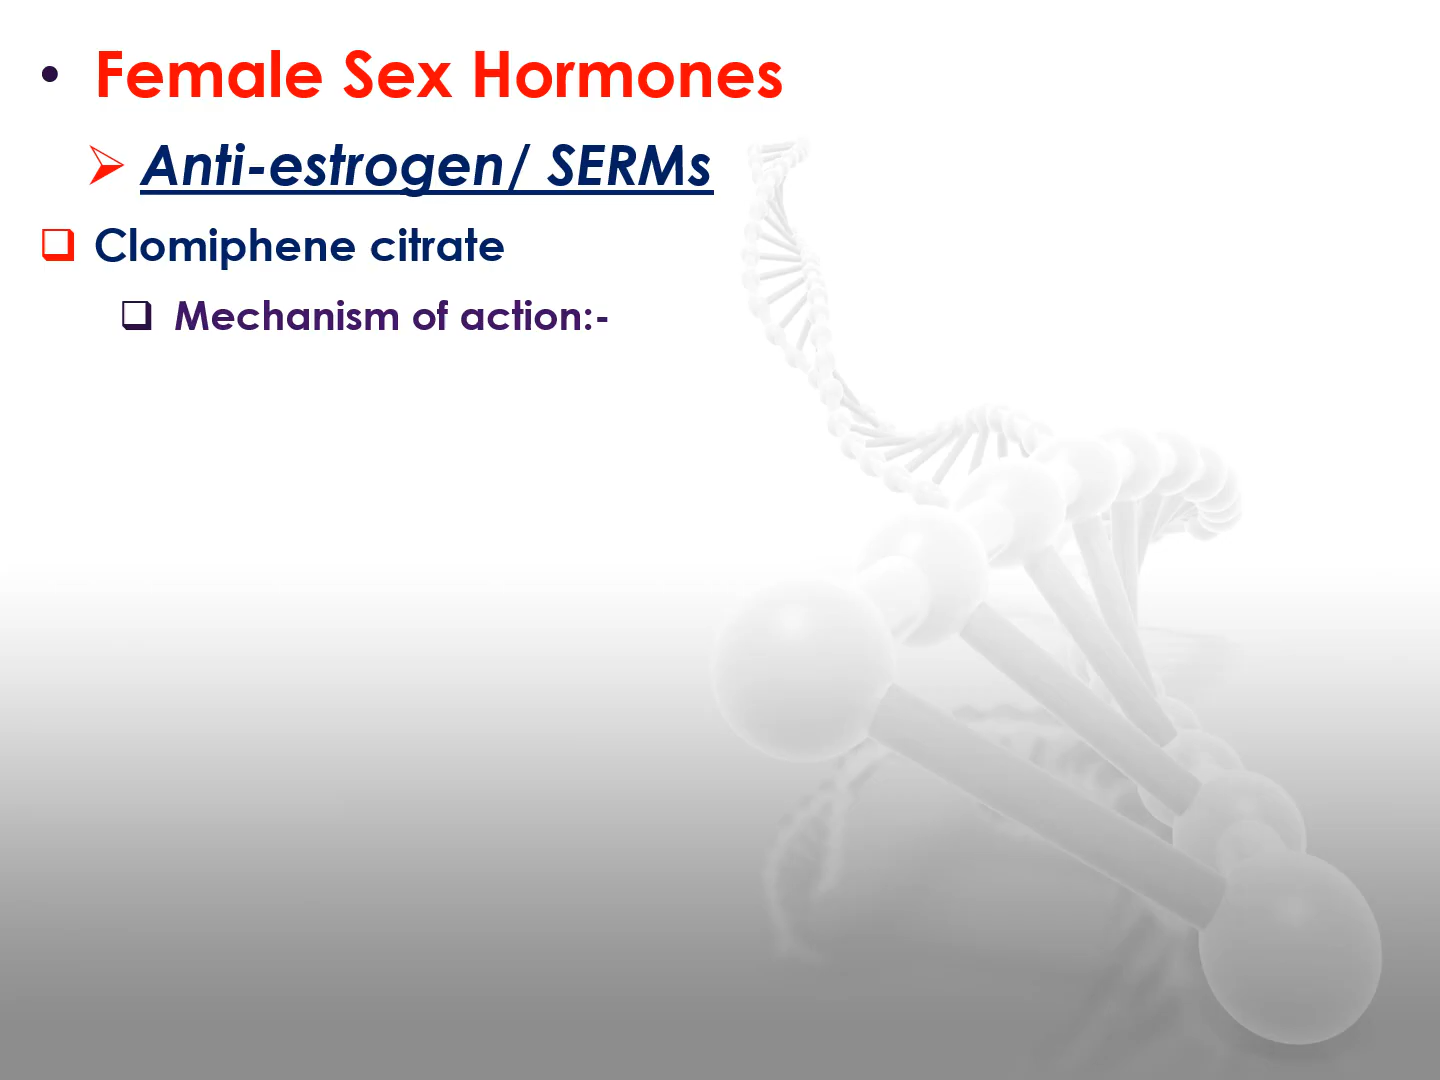 • Female Sex Hormones
➢ Anti-estrogen/ SERMs
❑ Clomiphene citrate
❑ Mechanism of action:-